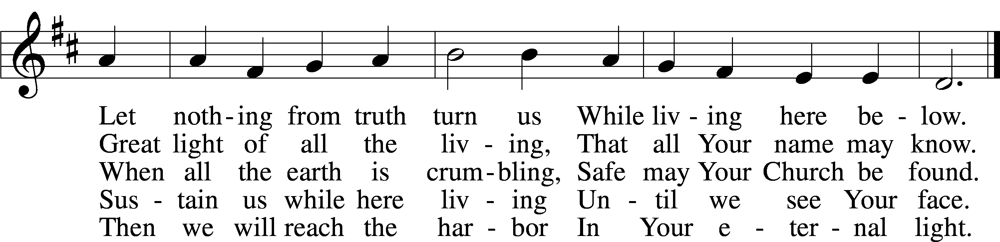 Let noth - ing from truth turn us While liv - ing here be - low.
Great light of all the liv - ing, That all Your name may know.
When all the earth is crum - bling, Safe may Your Church be found.
Sus - tain us while here liv - ing Un - til we see Your face.
Then we will reach the har - bor In Your e - ter - nal light.